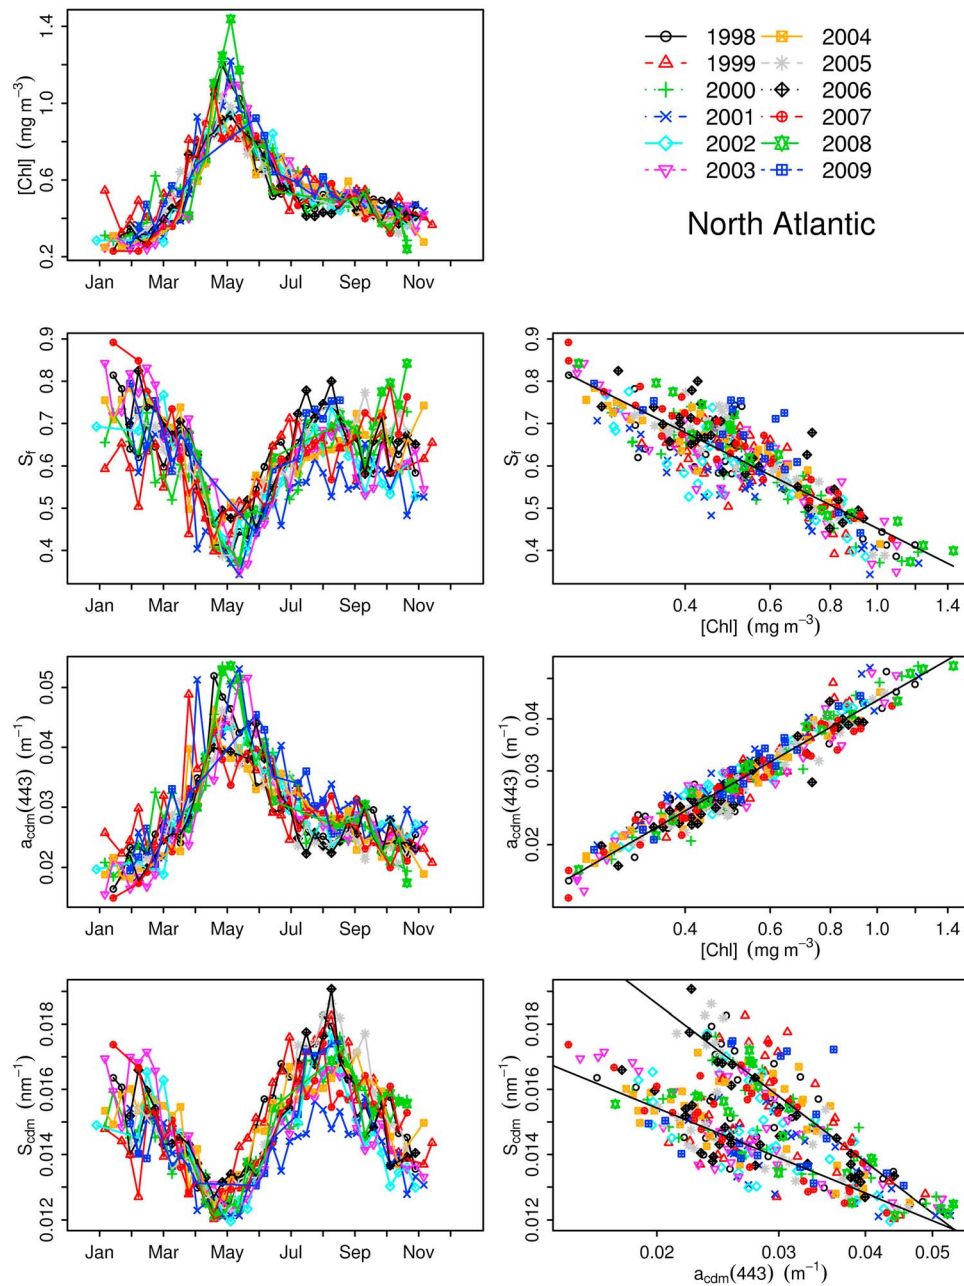 1998 2004
1999 2005
2000 2006
2001 2007
2002 2008
2003 2009
North Atlantic
[Chl] (mg m⁻³)
0.2 0.6 1.0 1.4
Jan Mar May Jul Sep Nov
S_f
0.4 0.5 0.6 0.7 0.8 0.9
Jan Mar May Jul Sep Nov
S_f
0.4 0.5 0.6 0.7 0.8 0.9
0.4 0.6 0.8 1.0 1.4
[Chl] (mg m⁻³)
a_cdm(443) (m⁻¹)
0.02 0.03 0.04 0.05
Jan Mar May Jul Sep Nov
a_cdm(443) (m⁻¹)
0.02 0.03 0.04
0.4 0.6 0.8 1.0 1.4
[Chl] (mg m⁻³)
S_cdm (nm⁻¹)
0.012 0.014 0.016 0.018
Jan Mar May Jul Sep Nov
S_cdm (nm⁻¹)
0.012 0.014 0.016 0.018
0.02 0.03 0.04 0.05
a_cdm(443) (m⁻¹)